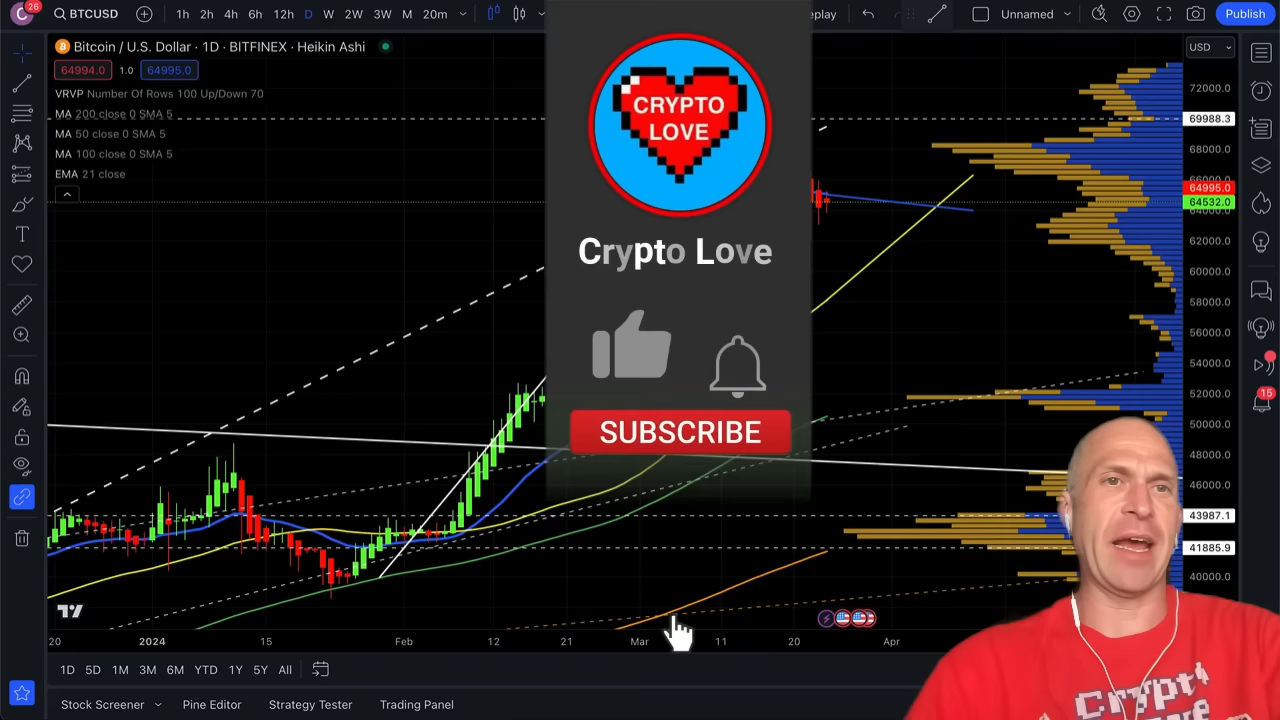 C
26
BTCUSD
1h 2h 4h 6h 12h D W 2W 3W M 20m
play
Unnamed
Publish
Bitcoin / U.S. Dollar · 1D · BITFINEX · Heikin Ashi
USD
64994.0 1.0 64995.0
VRVP Number Of Rows 100 Up/Down 70
MA 200 close 0 SMA 5
MA 50 close 0 SMA 5
MA 100 close 0 SMA 5
EMA 21 close
CRYPTO
LOVE
Crypto Love
SUBSCRIBE
72000.0
69988.3
68000.0
64995.0
64532.0
62000.0
60000.0
58000.0
56000.0
54000.0
52000.0
50000.0
48000.0
46000.0
43987.1
41885.9
40000.0
15
20 2024 15 Feb 12 21 Mar 11 20 Apr
1D 5D 1M 3M 6M YTD 1Y 5Y All
Stock Screener Pine Editor Strategy Tester Trading Panel